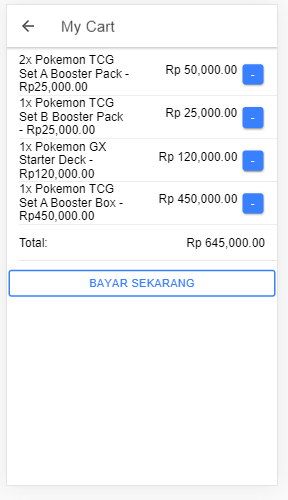 My Cart
2x Pokemon TCG
Set A Booster Pack -
Rp25,000.00
Rp 50,000.00
-
1x Pokemon TCG
Set B Booster Pack
- Rp25,000.00
Rp 25,000.00
-
1x Pokemon GX
Starter Deck -
Rp120,000.00
Rp 120,000.00
-
1x Pokemon TCG
Set A Booster Box -
Rp450,000.00
Rp 450,000.00
-
Total: Rp 645,000.00
BAYAR SEKARANG